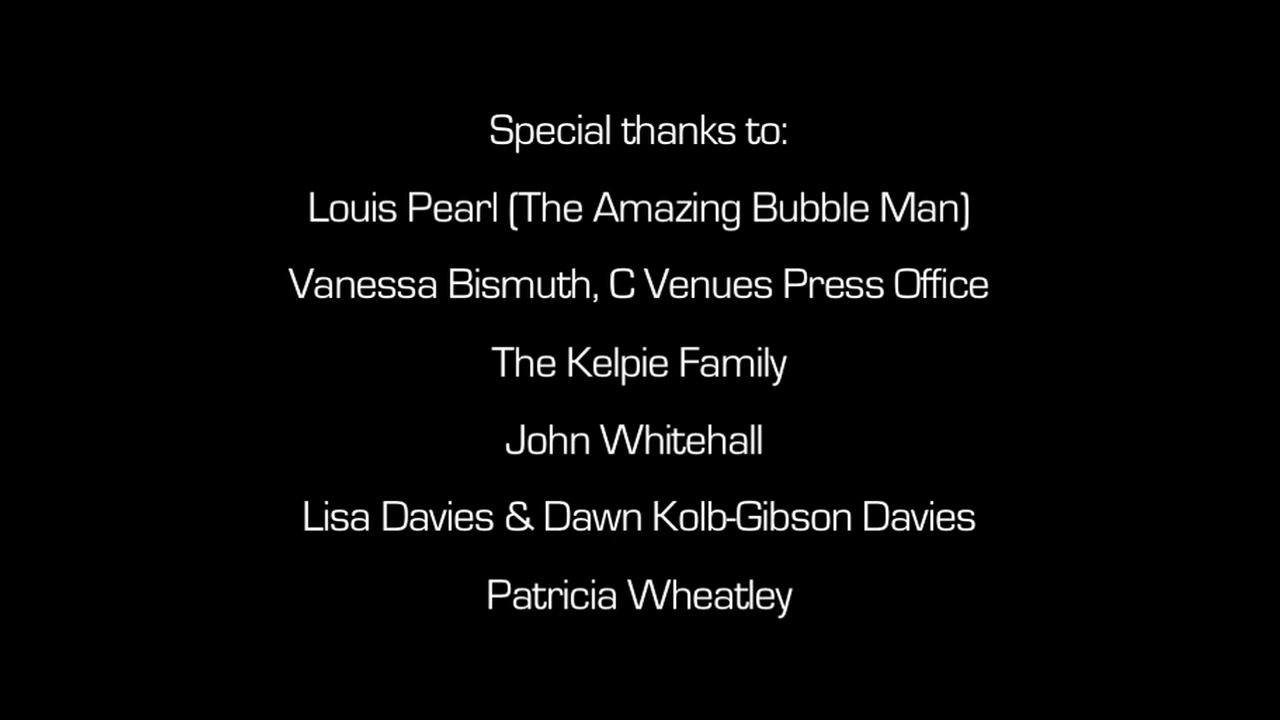 Special thanks to:
Louis Pearl (The Amazing Bubble Man)
Vanessa Bismuth, C Venues Press Office
The Kelpie Family
John Whitehall
Lisa Davies & Dawn Kolb-Gibson Davies
Patricia Wheatley